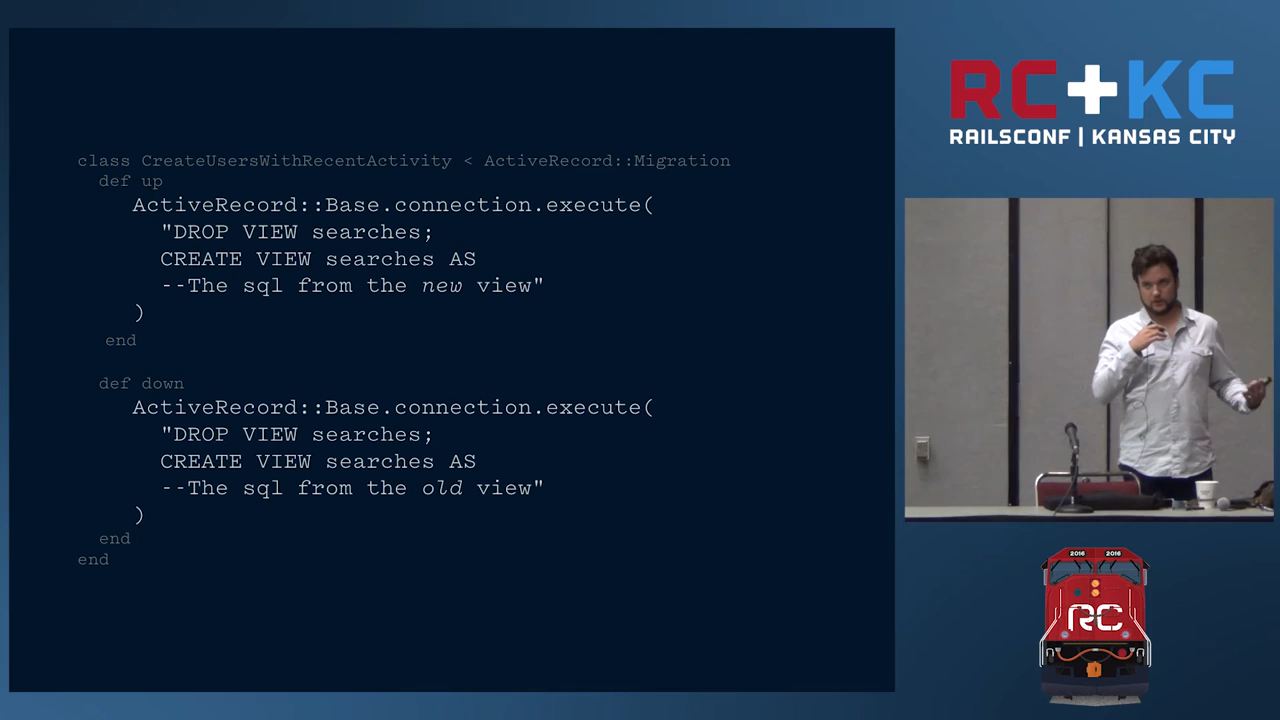 class CreateUsersWithRecentActivity < ActiveRecord::Migration
def up
ActiveRecord::Base.connection.execute(
"DROP VIEW searches;
CREATE VIEW searches AS
--The sql from the new view"
)
end
def down
ActiveRecord::Base.connection.execute(
"DROP VIEW searches;
CREATE VIEW searches AS
--The sql from the old view"
)
end
end
RC+KC
RAILSCONF | KANSAS CITY
2016 2016
RC